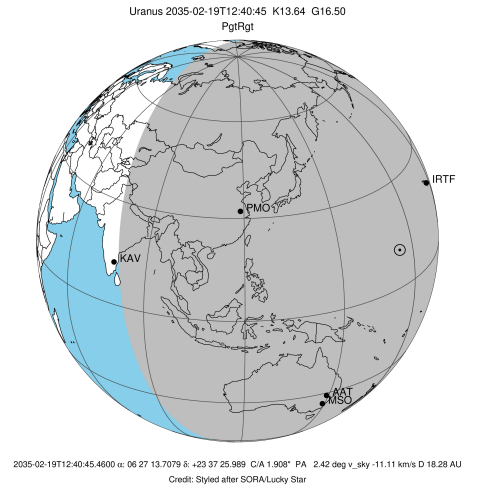 Uranus 2035-02-19T12:40:45 K13.64 G16.50
PgtRgt
IRTF
PMO
KAV
AAT
MSO
2035-02-19T12:40:45.4600 α: 06 27 13.7079 δ: +23 37 25.989 C/A 1.908" PA 2.42 deg v_sky -11.11 km/s D 18.28 AU
Credit: Styled after SORA/Lucky Star